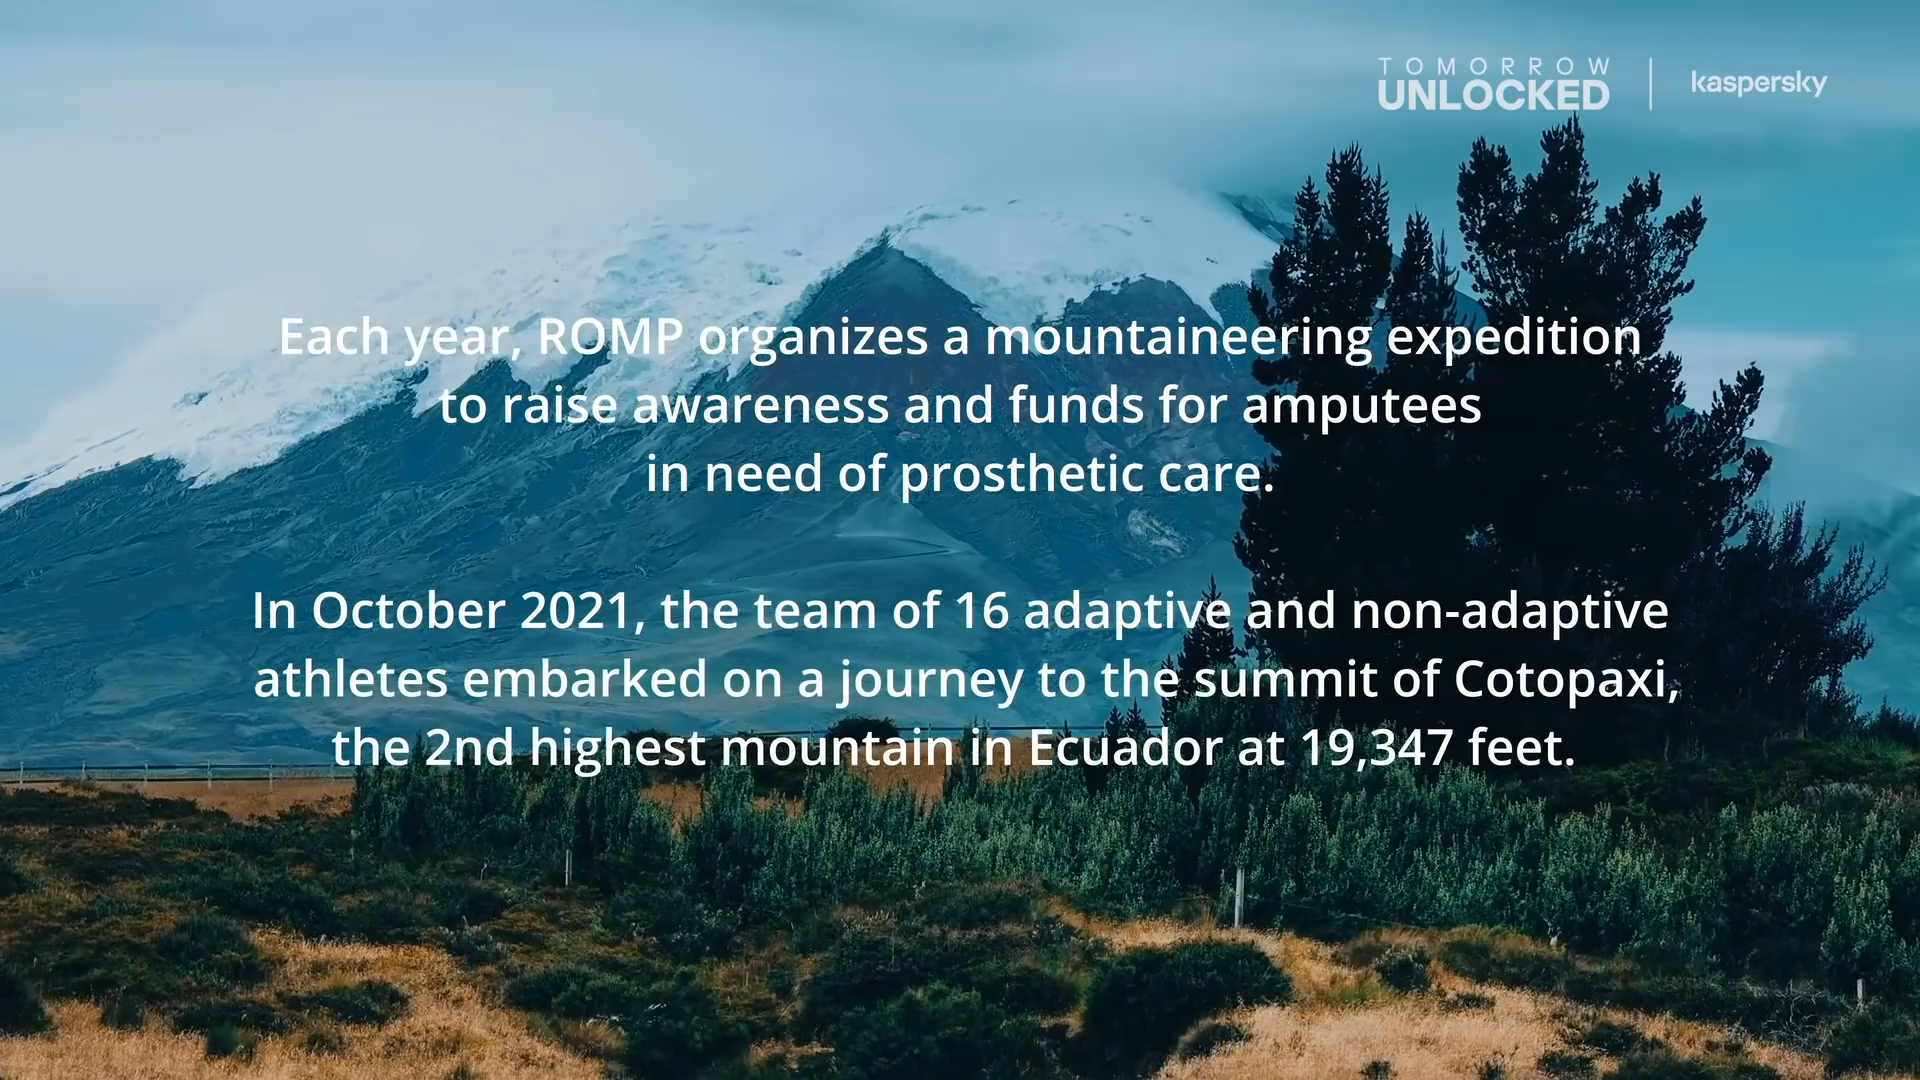 TOMORROW
UNLOCKED
kaspersky
Each year, ROMP organizes a mountaineering expedition
to raise awareness and funds for amputees
in need of prosthetic care.
In October 2021, the team of 16 adaptive and non-adaptive
athletes embarked on a journey to the summit of Cotopaxi,
the 2nd highest mountain in Ecuador at 19,347 feet.